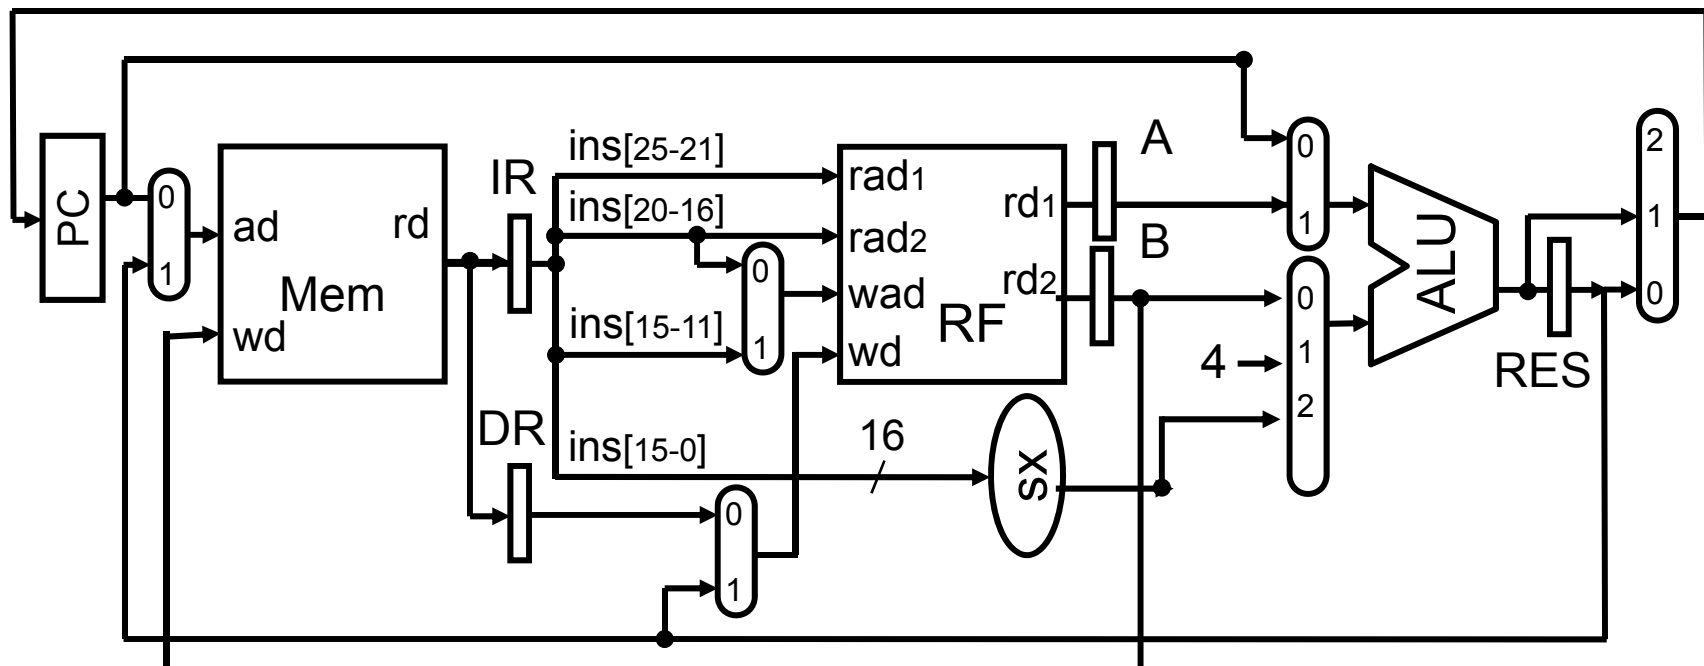 PC
0
1
ad
rd
Mem
wd
IR
DR
ins[25-21]
ins[20-16]
ins[15-11]
ins[15-0]
0
1
0
1
16
rad1
rad2
wad
wd
rd1
rd2
RF
sx
A
B
4
0
1
0
1
2
ALU
RES
2
1
0